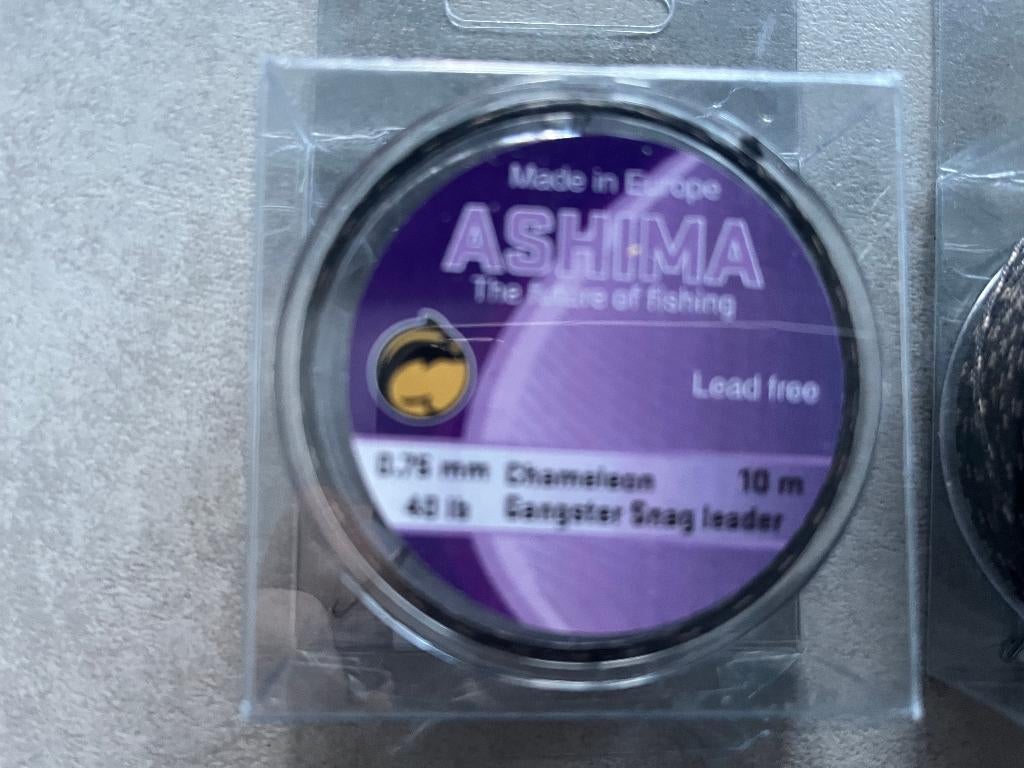 Made in Europe
ASHIMA
The future of fishing
Lead free
0.75 mm Chameleon 10 m
40 lb Gangster Snag leader